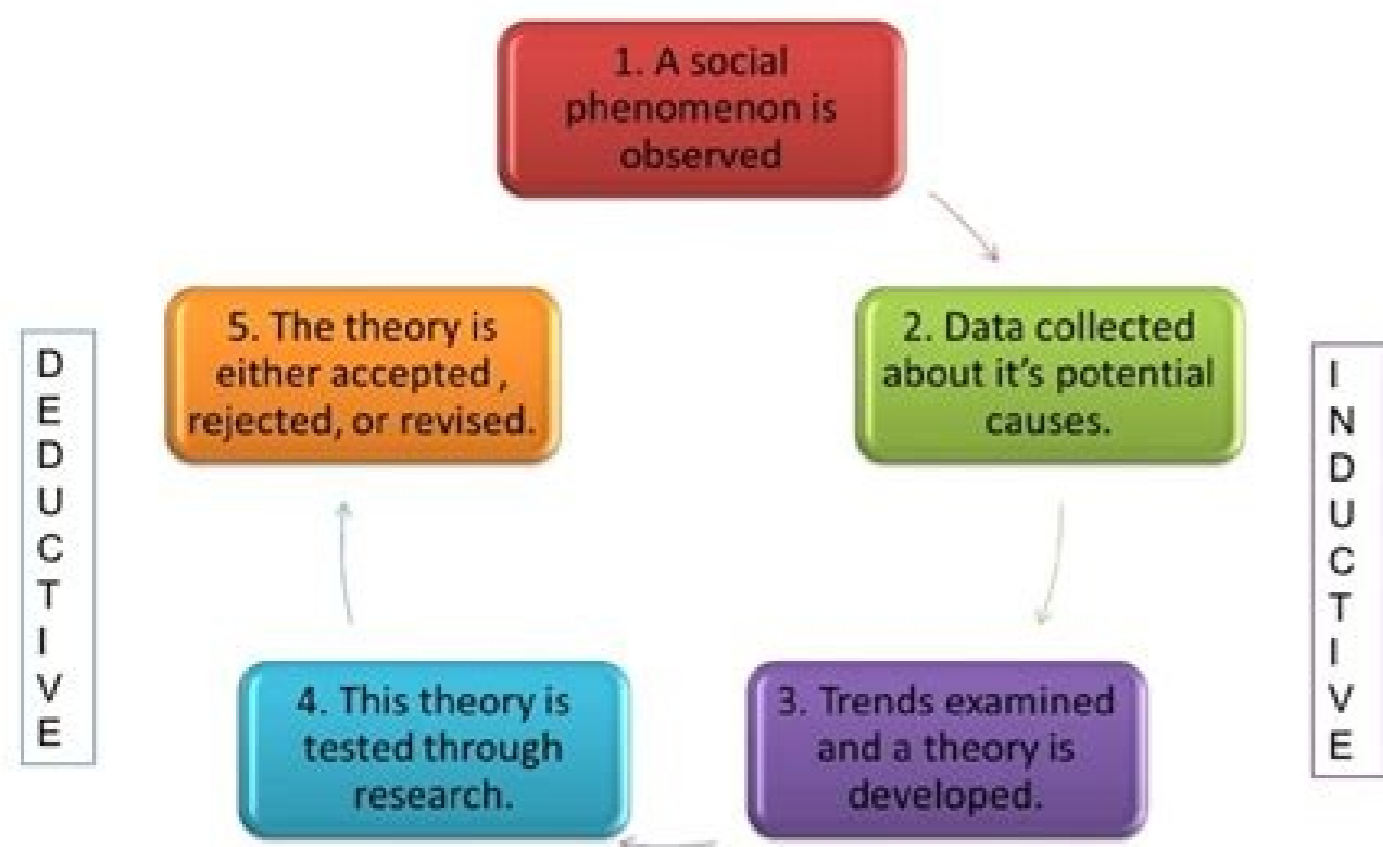 1. A social
phenomenon is
observed
2. Data collected
about it's potential
causes.
3. Trends examined
and a theory is
developed.
4. This theory is
tested through
research.
5. The theory is
either accepted ,
rejected, or revised.
D
E
D
U
C
T
I
V
E
I
N
D
U
C
T
I
V
E